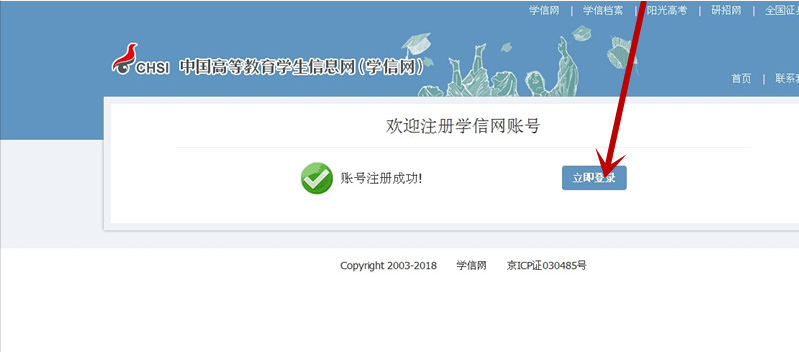 学信网 | 学信档案 | 阳光高考 | 研招网 | 全国征兵
CHSI 中国高等教育学生信息网(学信网)
首页 | 联系我
欢迎注册学信网账号
账号注册成功! 立即登录
Copyright 2003-2018 学信网 京ICP证030485号